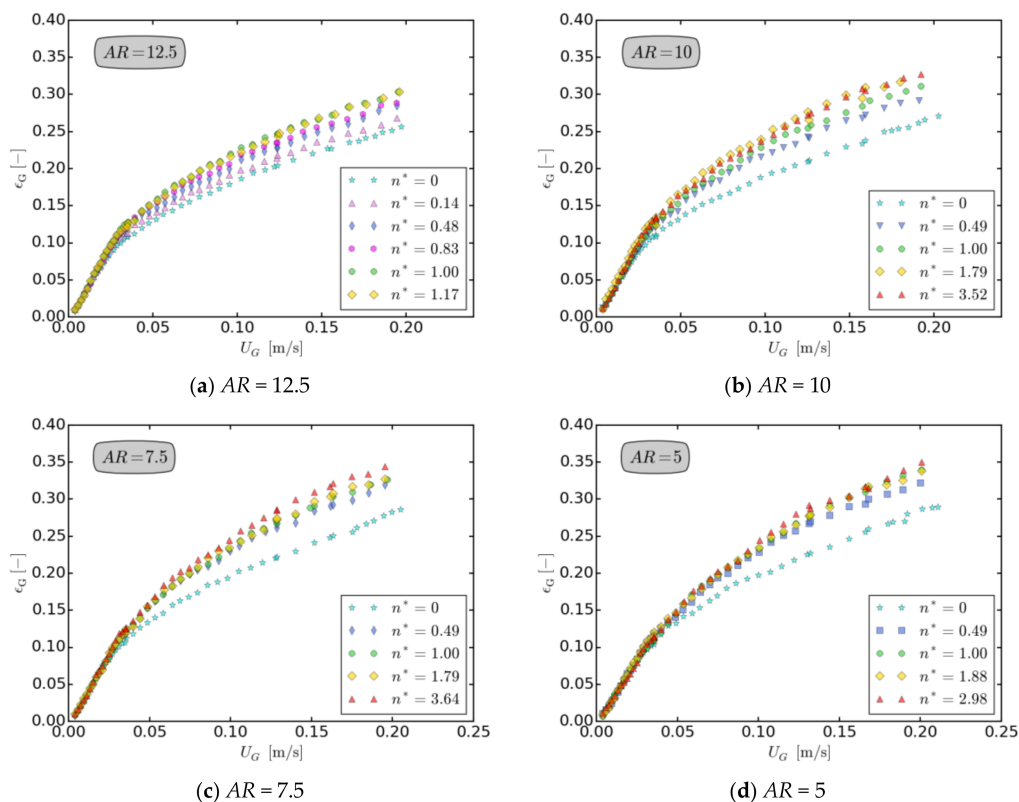 0.40
0.35
0.30
0.25
0.20
0.15
0.10
0.05
0.00
ϵG [−]
AR = 12.5
n* = 0
n* = 0.14
n* = 0.48
n* = 0.83
n* = 1.00
n* = 1.17
0.00 0.05 0.10 0.15 0.20
UG [m/s]
(a) AR = 12.5
0.40
0.35
0.30
0.25
0.20
0.15
0.10
0.05
0.00
ϵG [−]
AR = 10
n* = 0
n* = 0.49
n* = 1.00
n* = 1.79
n* = 3.52
0.00 0.05 0.10 0.15 0.20
UG [m/s]
(b) AR = 10
0.40
0.35
0.30
0.25
0.20
0.15
0.10
0.05
0.00
ϵG [−]
AR = 7.5
n* = 0
n* = 0.49
n* = 1.00
n* = 1.79
n* = 3.64
0.00 0.05 0.10 0.15 0.20 0.25
UG [m/s]
(c) AR = 7.5
0.40
0.35
0.30
0.25
0.20
0.15
0.10
0.05
0.00
ϵG [−]
AR = 5
n* = 0
n* = 0.49
n* = 1.00
n* = 1.88
n* = 2.98
0.00 0.05 0.10 0.15 0.20 0.25
UG [m/s]
(d) AR = 5